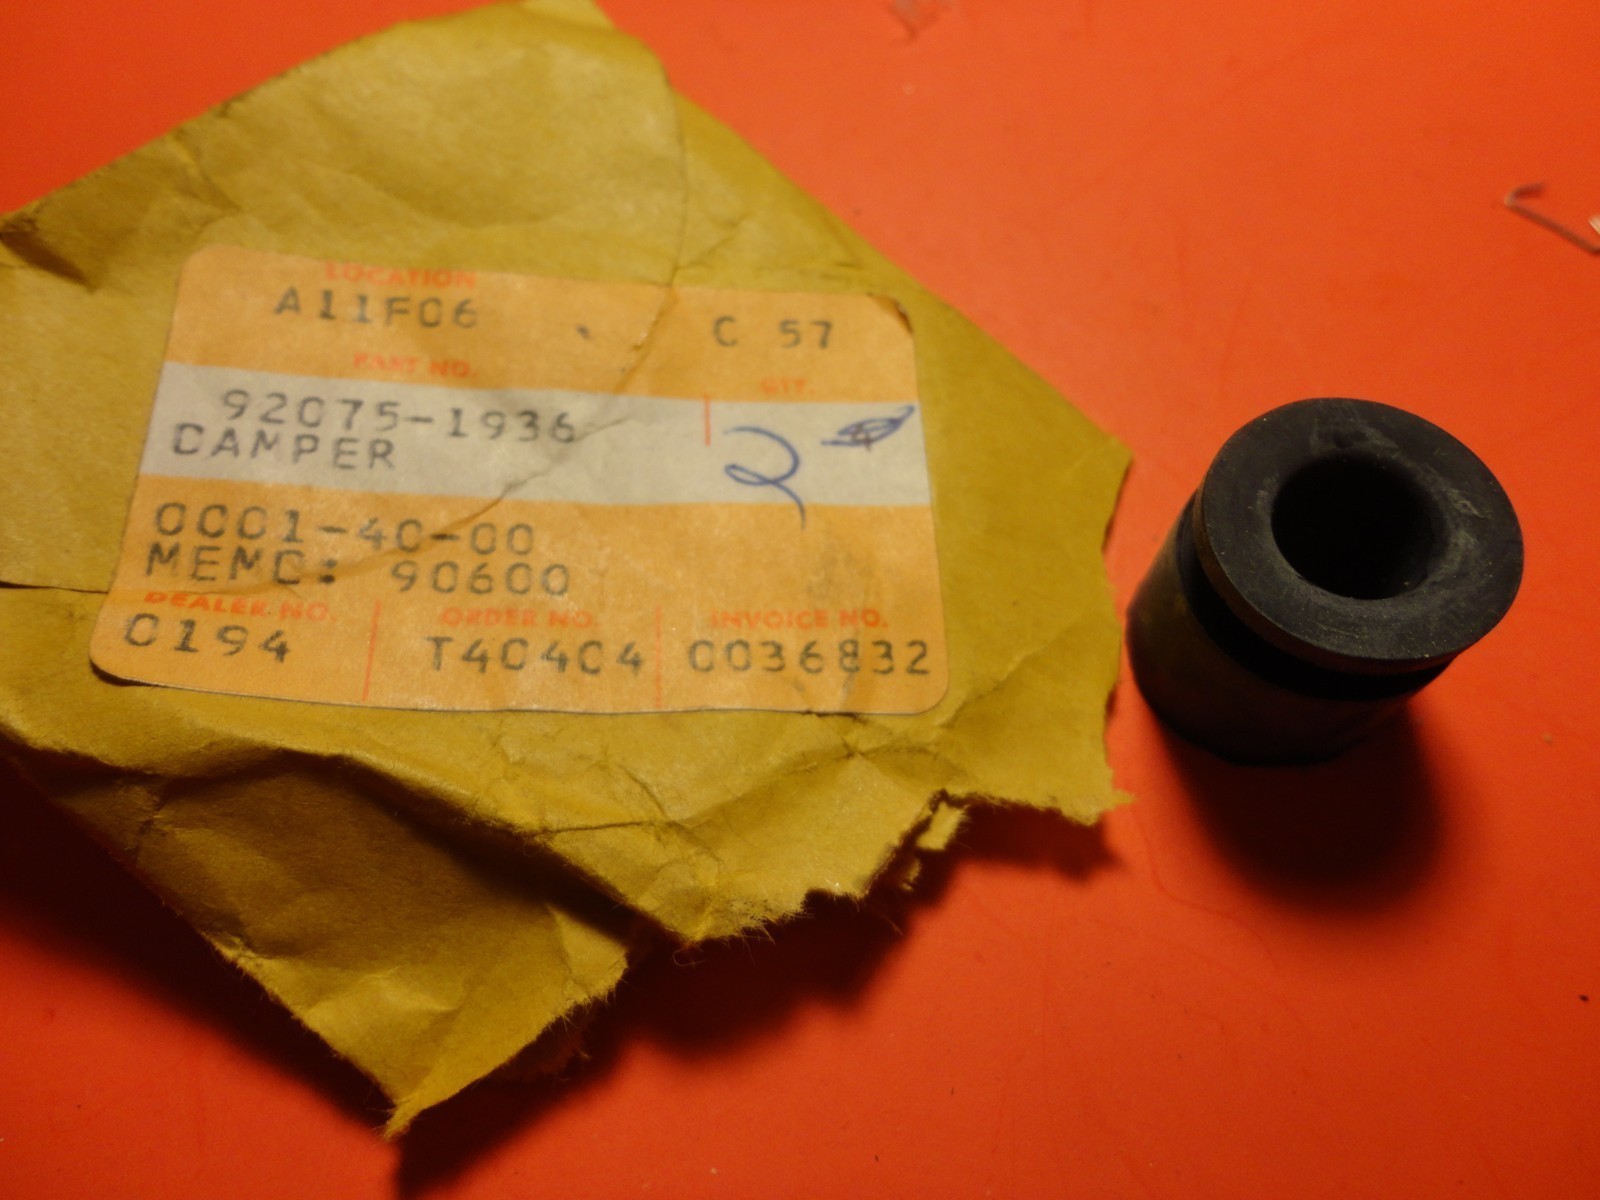 LOCATION
A11F06 C 57
PART NO. QTY.
92075-1936
DAMPER 2
0001-40-00
MEMO: 90600
DEALER NO. ORDER NO. INVOICE NO.
0194 T40404 0036832